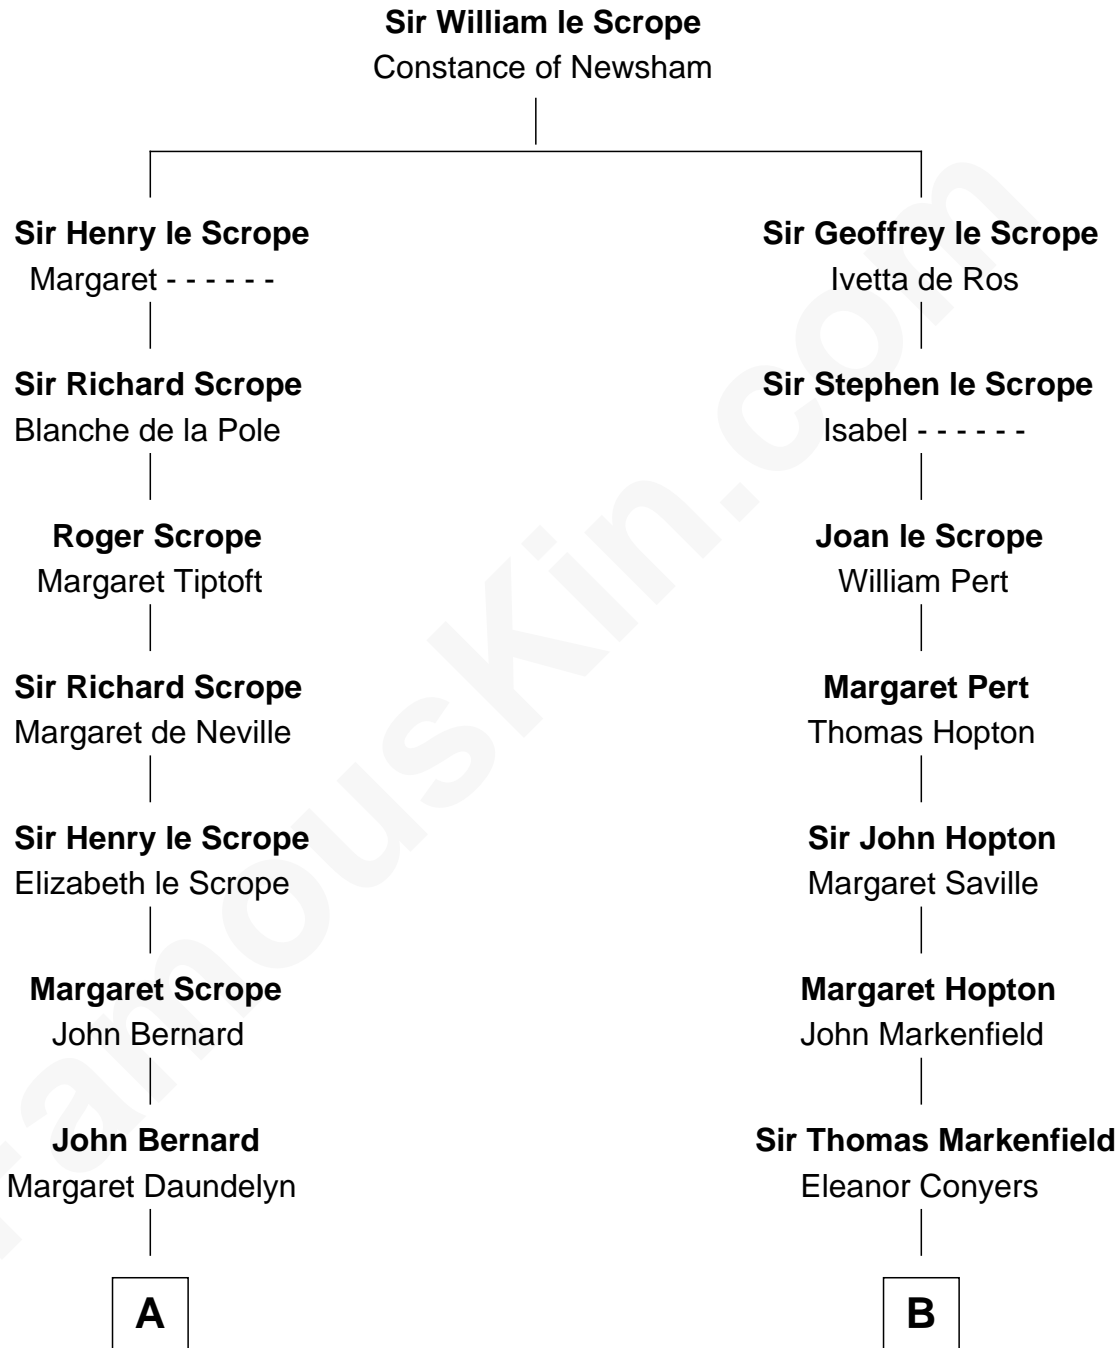 Sir William le Scrope
Constance of Newsham
Sir Henry le Scrope
Margaret - - - - - -
Sir Richard Scrope
Blanche de la Pole
Roger Scrope
Margaret Tiptoft
Sir Richard Scrope
Margaret de Neville
Sir Henry le Scrope
Elizabeth le Scrope
Margaret Scrope
John Bernard
John Bernard
Margaret Daundelyn
A
Sir Geoffrey le Scrope
Ivetta de Ros
Sir Stephen le Scrope
Isabel - - - - - -
Joan le Scrope
William Pert
Margaret Pert
Thomas Hopton
Sir John Hopton
Margaret Saville
Margaret Hopton
John Markenfield
Sir Thomas Markenfield
Eleanor Conyers
B
FamousKin.com